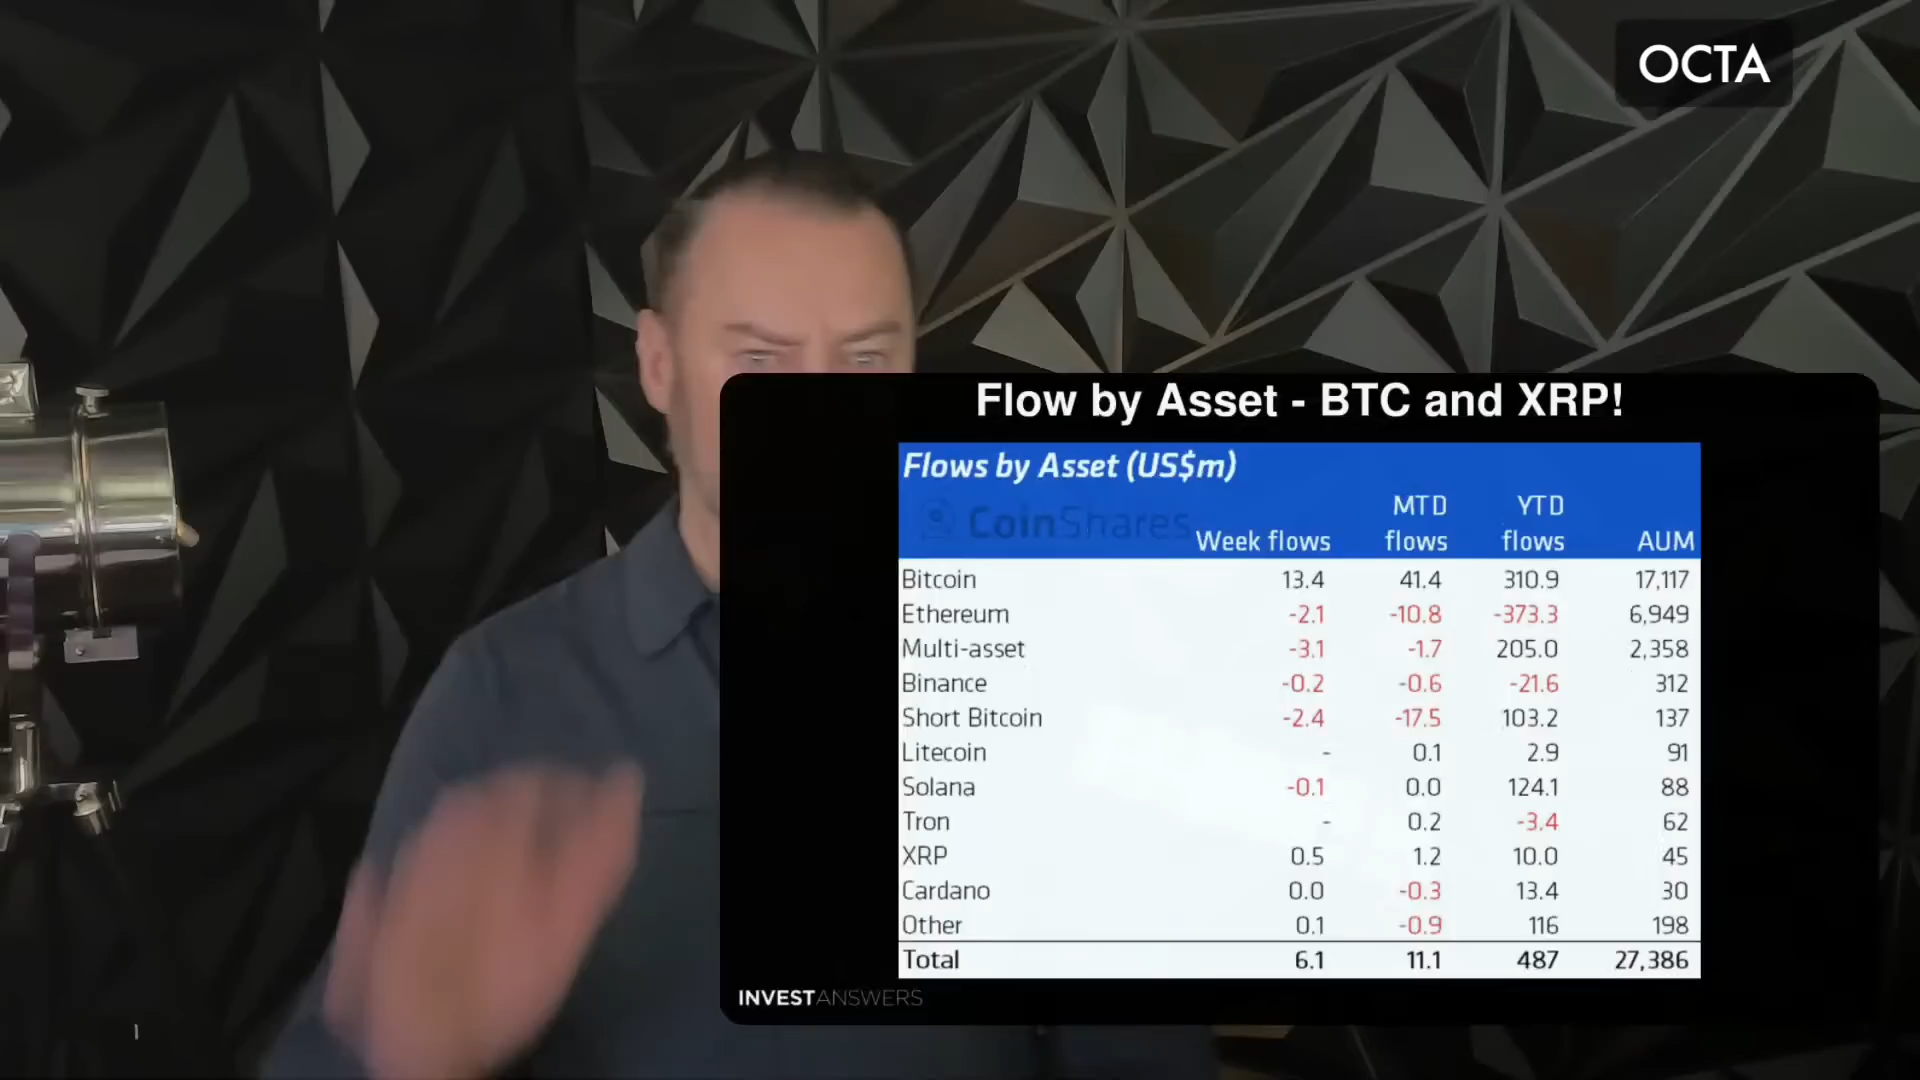 OCTA
Flow by Asset - BTC and XRP!
Flows by Asset (US$m)
CoinShares
MTD YTD
Week flows flows flows AUM
Bitcoin 13.4 41.4 310.9 17,117
Ethereum -2.1 -10.8 -373.3 6,949
Multi-asset -3.1 -1.7 205.0 2,358
Binance -0.2 -0.6 -21.6 312
Short Bitcoin -2.4 -17.5 103.2 137
Litecoin - 0.1 2.9 91
Solana -0.1 0.0 124.1 88
Tron - 0.2 -3.4 62
XRP 0.5 1.2 10.0 45
Cardano 0.0 -0.3 13.4 30
Other 0.1 -0.9 116 198
Total 6.1 11.1 487 27,386
INVESTANSWERS